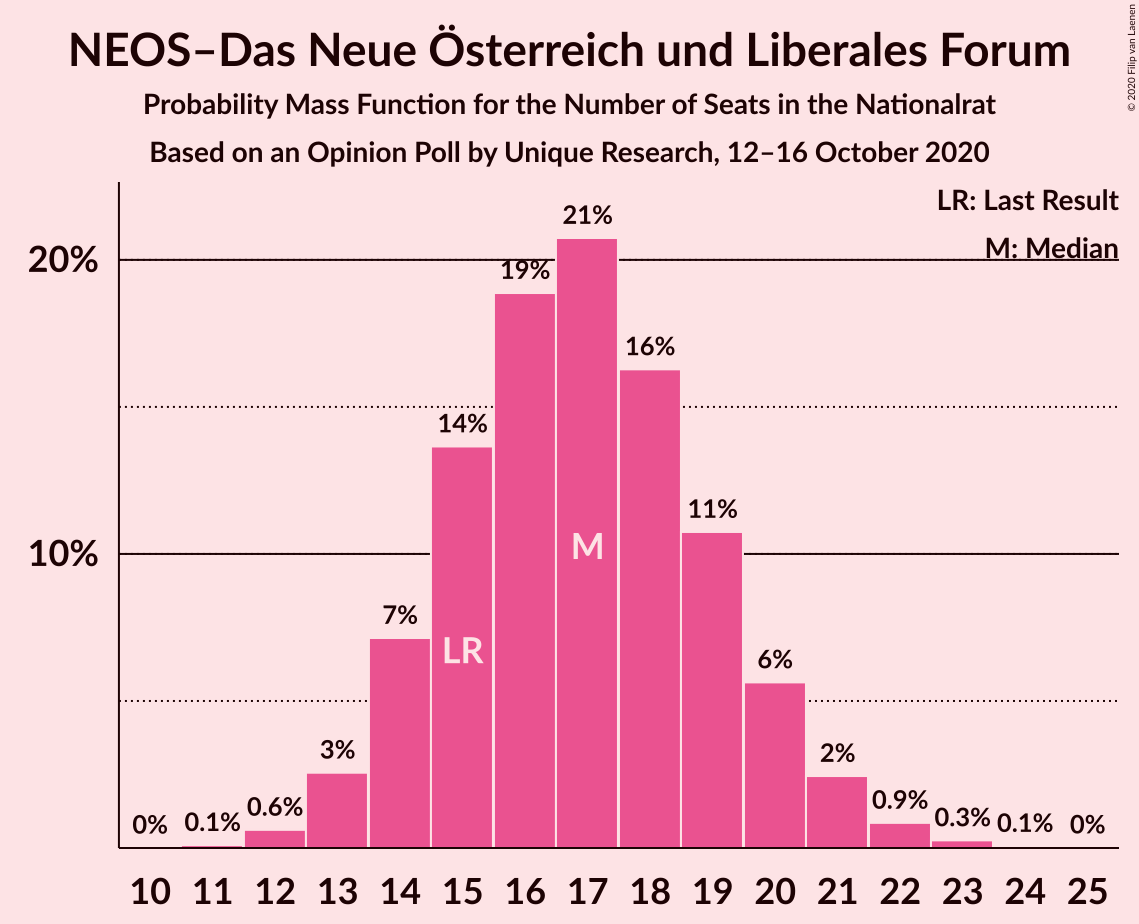 NEOS–Das Neue Österreich und Liberales Forum
Probability Mass Function for the Number of Seats in the Nationalrat
Based on an Opinion Poll by Unique Research, 12–16 October 2020
© 2020 Filip van Laenen
LR: Last Result
M: Median
20%
10%
0%
0.1%
0.6%
3%
7%
14%
19%
21%
16%
11%
6%
2%
0.9%
0.3%
0.1%
0%
LR
M
10 11 12 13 14 15 16 17 18 19 20 21 22 23 24 25